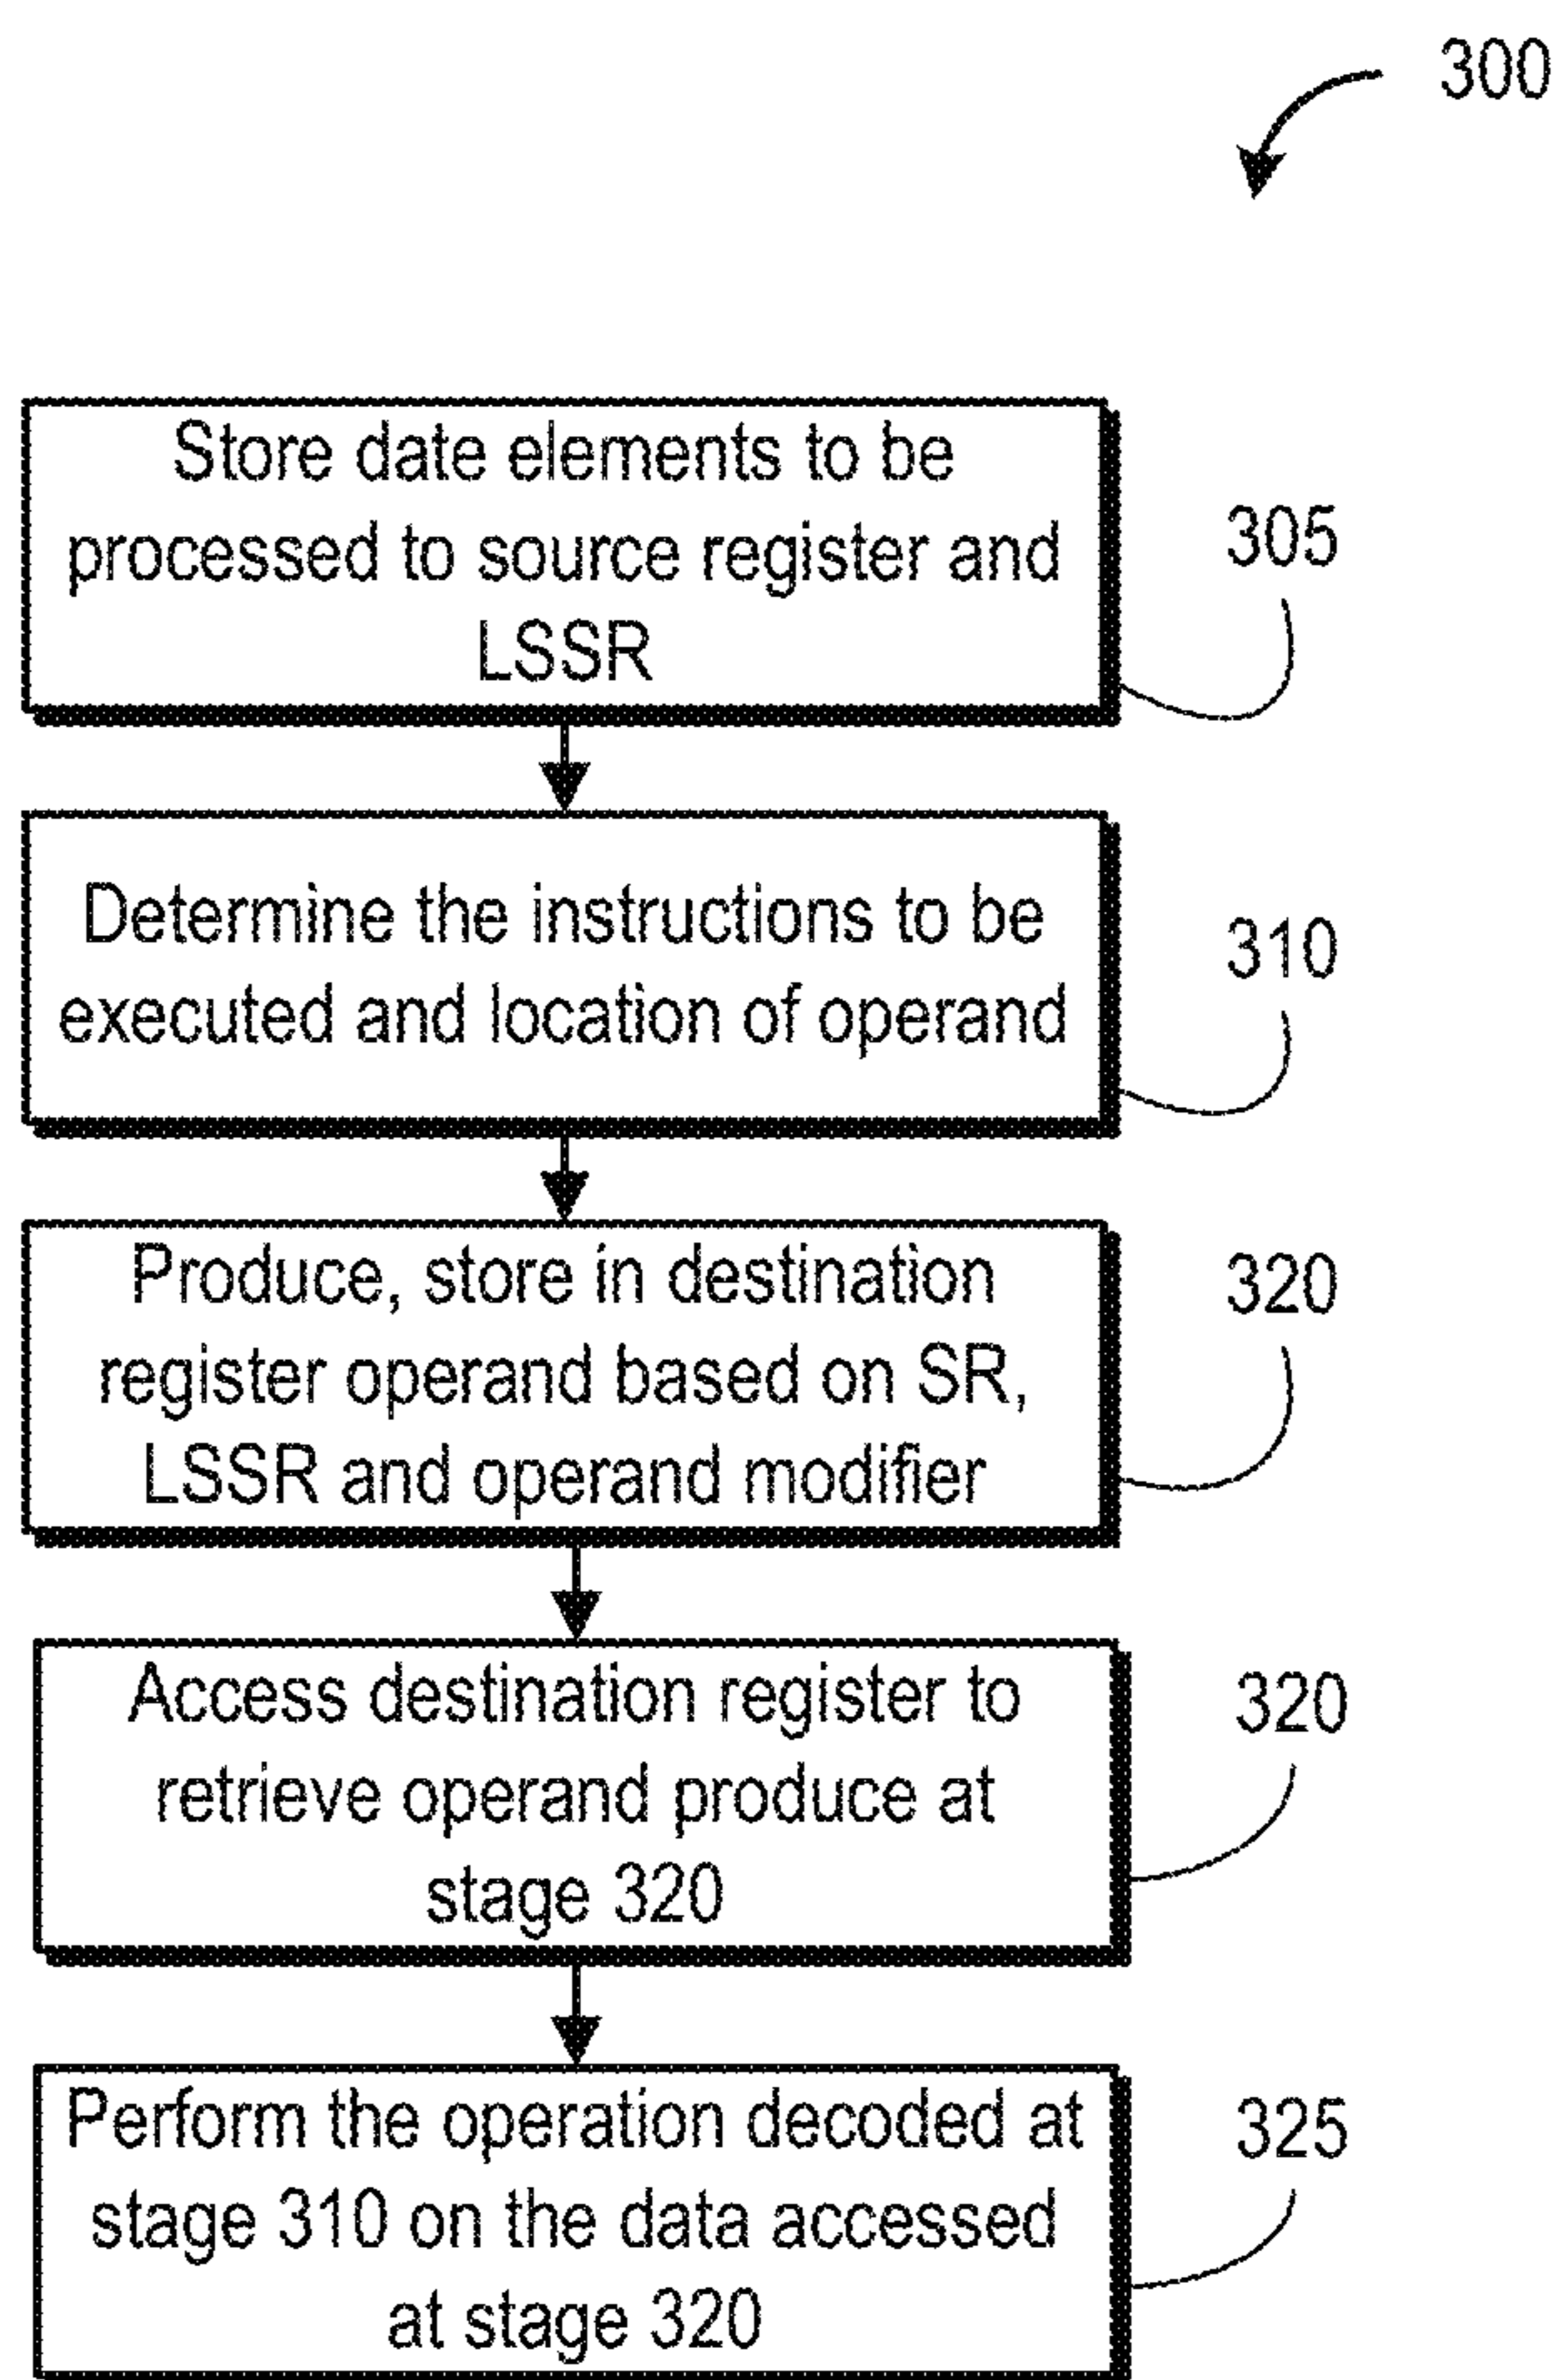 300
Store date elements to be
processed to source register and
LSSR
305
Determine the instructions to be
executed and location of operand
310
Produce, store in destination
register operand based on SR,
LSSR and operand modifier
320
Access destination register to
retrieve operand produce at
stage 320
320
Perform the operation decoded at
stage 310 on the data accessed
at stage 320
325